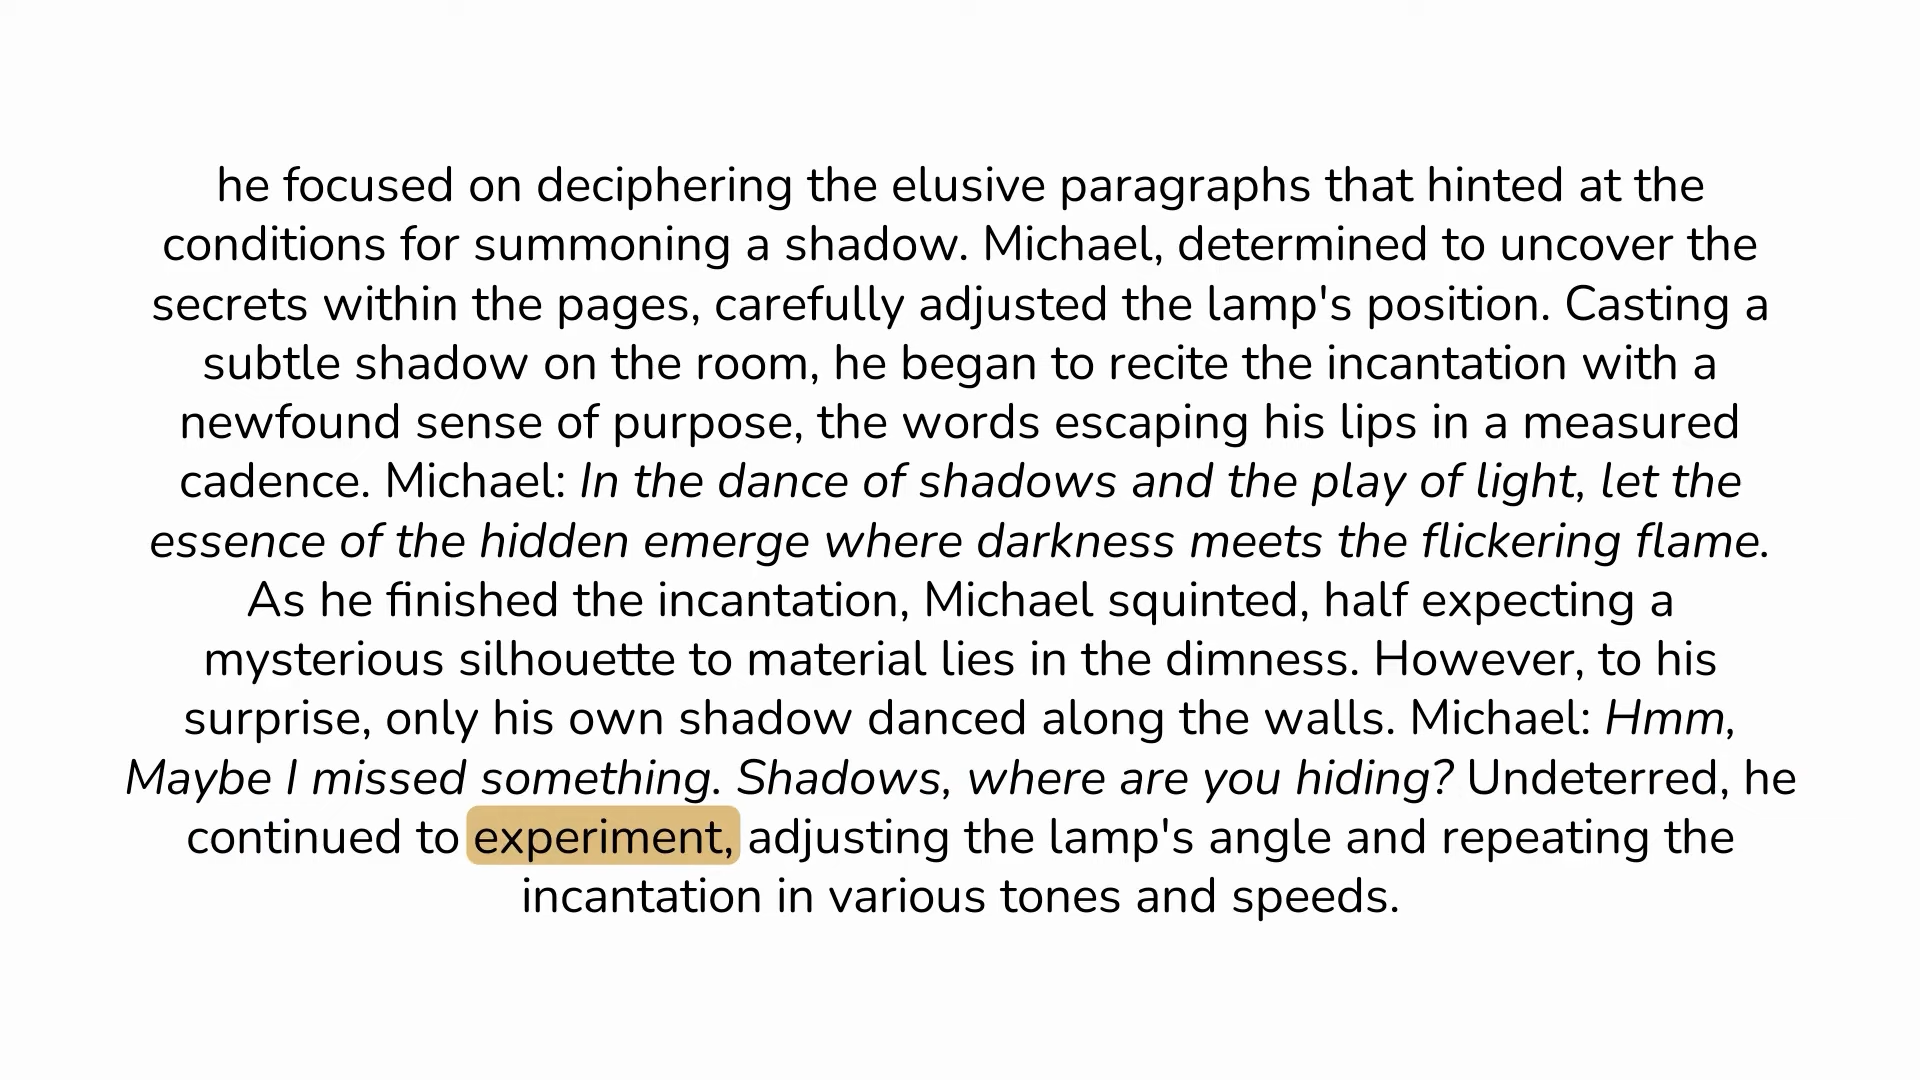 he focused on deciphering the elusive paragraphs that hinted at the
conditions for summoning a shadow. Michael, determined to uncover the
secrets within the pages, carefully adjusted the lamp's position. Casting a
subtle shadow on the room, he began to recite the incantation with a
newfound sense of purpose, the words escaping his lips in a measured
cadence. Michael: In the dance of shadows and the play of light, let the
essence of the hidden emerge where darkness meets the flickering flame.
As he finished the incantation, Michael squinted, half expecting a
mysterious silhouette to material lies in the dimness. However, to his
surprise, only his own shadow danced along the walls. Michael: Hmm,
Maybe I missed something. Shadows, where are you hiding? Undeterred, he
continued to experiment, adjusting the lamp's angle and repeating the
incantation in various tones and speeds.